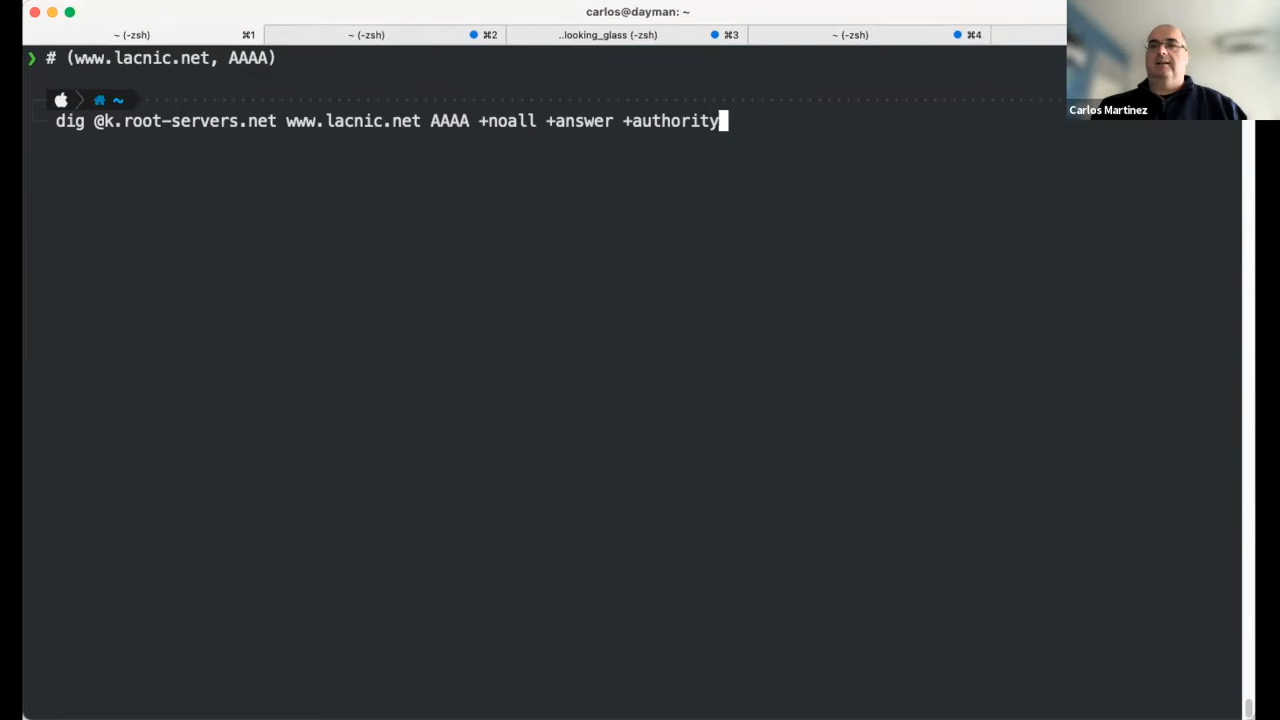 carlos@dayman: ~
~ (-zsh) ⌘1 ~ (-zsh) ⌘2 ..looking_glass (-zsh) ⌘3 ~ (-zsh) ⌘4
❯ # (www.lacnic.net, AAAA)
~
dig @k.root-servers.net www.lacnic.net AAAA +noall +answer +authority
Carlos Martinez